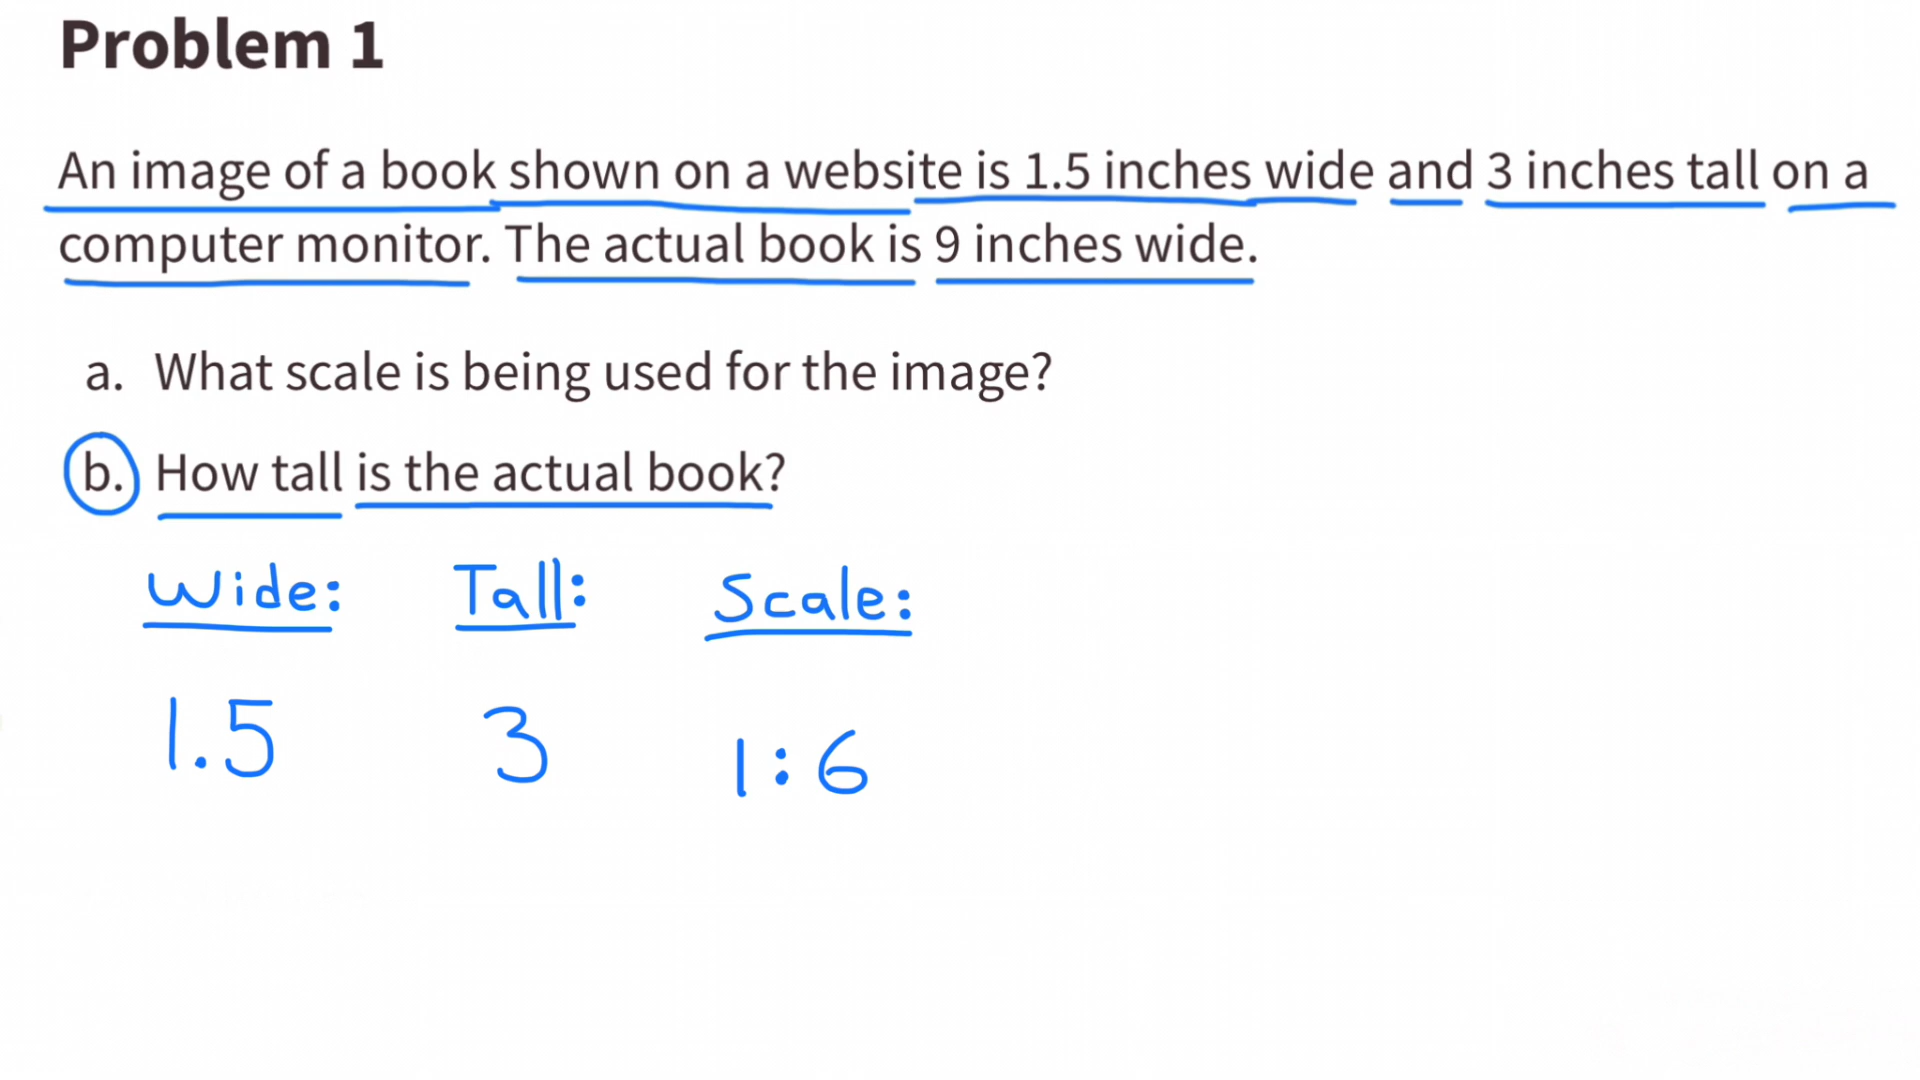 Problem 1
An image of a book shown on a website is 1.5 inches wide and 3 inches tall on a
computer monitor. The actual book is 9 inches wide.
a. What scale is being used for the image?
b. How tall is the actual book?
Wide: Tall: Scale:
1.5 3 1:6